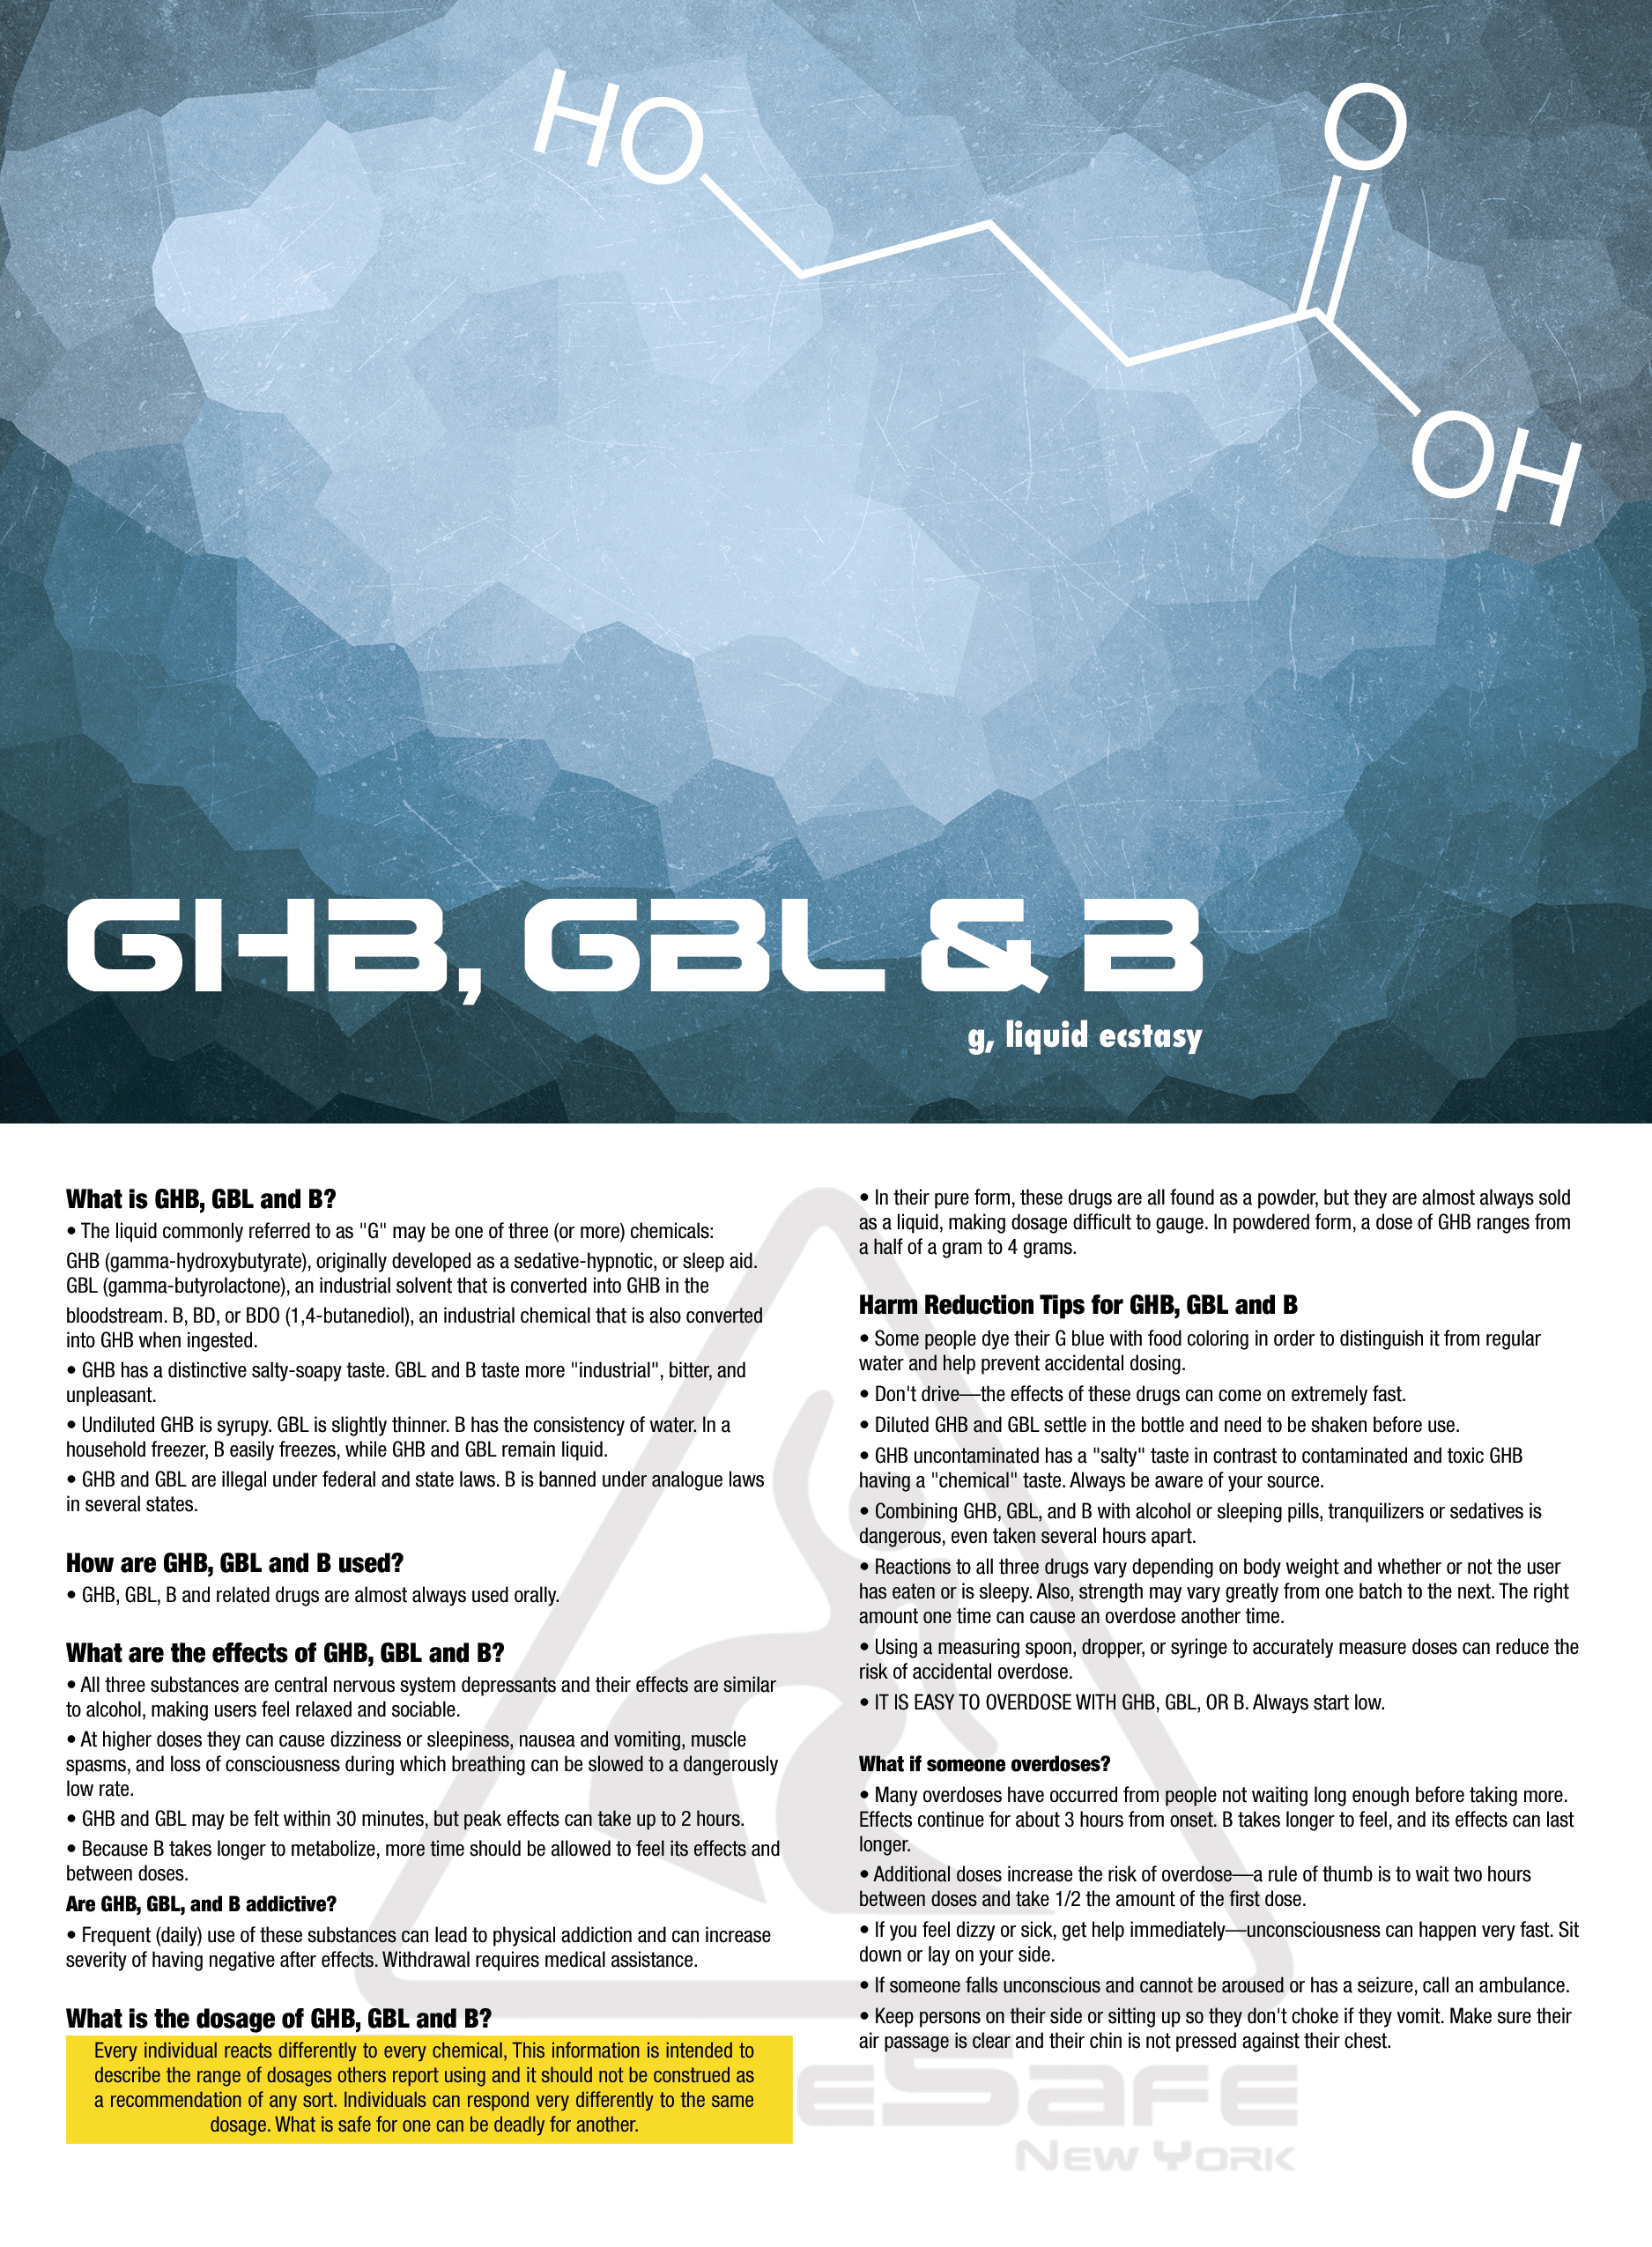 HO
O
OH
GHB, GBL & B
g, liquid ecstasy
What is GHB, GBL and B?
• The liquid commonly referred to as "G" may be one of three (or more) chemicals:
GHB (gamma-hydroxybutyrate), originally developed as a sedative-hypnotic, or sleep aid.
GBL (gamma-butyrolactone), an industrial solvent that is converted into GHB in the
bloodstream. B, BD, or BDO (1,4-butanediol), an industrial chemical that is also converted
into GHB when ingested.
• GHB has a distinctive salty-soapy taste. GBL and B taste more "industrial", bitter, and
unpleasant.
• Undiluted GHB is syrupy. GBL is slightly thinner. B has the consistency of water. In a
household freezer, B easily freezes, while GHB and GBL remain liquid.
• GHB and GBL are illegal under federal and state laws. B is banned under analogue laws
in several states.
How are GHB, GBL and B used?
• GHB, GBL, B and related drugs are almost always used orally.
What are the effects of GHB, GBL and B?
• All three substances are central nervous system depressants and their effects are similar
to alcohol, making users feel relaxed and sociable.
• At higher doses they can cause dizziness or sleepiness, nausea and vomiting, muscle
spasms, and loss of consciousness during which breathing can be slowed to a dangerously
low rate.
• GHB and GBL may be felt within 30 minutes, but peak effects can take up to 2 hours.
• Because B takes longer to metabolize, more time should be allowed to feel its effects and
between doses.
Are GHB, GBL, and B addictive?
• Frequent (daily) use of these substances can lead to physical addiction and can increase
severity of having negative after effects. Withdrawal requires medical assistance.
What is the dosage of GHB, GBL and B?
Every individual reacts differently to every chemical, This information is intended to
describe the range of dosages others report using and it should not be construed as
a recommendation of any sort. Individuals can respond very differently to the same
dosage. What is safe for one can be deadly for another.
• In their pure form, these drugs are all found as a powder, but they are almost always sold
as a liquid, making dosage difficult to gauge. In powdered form, a dose of GHB ranges from
a half of a gram to 4 grams.
Harm Reduction Tips for GHB, GBL and B
• Some people dye their G blue with food coloring in order to distinguish it from regular
water and help prevent accidental dosing.
• Don't drive—the effects of these drugs can come on extremely fast.
• Diluted GHB and GBL settle in the bottle and need to be shaken before use.
• GHB uncontaminated has a "salty" taste in contrast to contaminated and toxic GHB
having a "chemical" taste. Always be aware of your source.
• Combining GHB, GBL, and B with alcohol or sleeping pills, tranquilizers or sedatives is
dangerous, even taken several hours apart.
• Reactions to all three drugs vary depending on body weight and whether or not the user
has eaten or is sleepy. Also, strength may vary greatly from one batch to the next. The right
amount one time can cause an overdose another time.
• Using a measuring spoon, dropper, or syringe to accurately measure doses can reduce the
risk of accidental overdose.
• IT IS EASY TO OVERDOSE WITH GHB, GBL, OR B. Always start low.
What if someone overdoses?
• Many overdoses have occurred from people not waiting long enough before taking more.
Effects continue for about 3 hours from onset. B takes longer to feel, and its effects can last
longer.
• Additional doses increase the risk of overdose—a rule of thumb is to wait two hours
between doses and take 1/2 the amount of the first dose.
• If you feel dizzy or sick, get help immediately—unconsciousness can happen very fast. Sit
down or lay on your side.
• If someone falls unconscious and cannot be aroused or has a seizure, call an ambulance.
• Keep persons on their side or sitting up so they don't choke if they vomit. Make sure their
air passage is clear and their chin is not pressed against their chest.
eSafe
New York